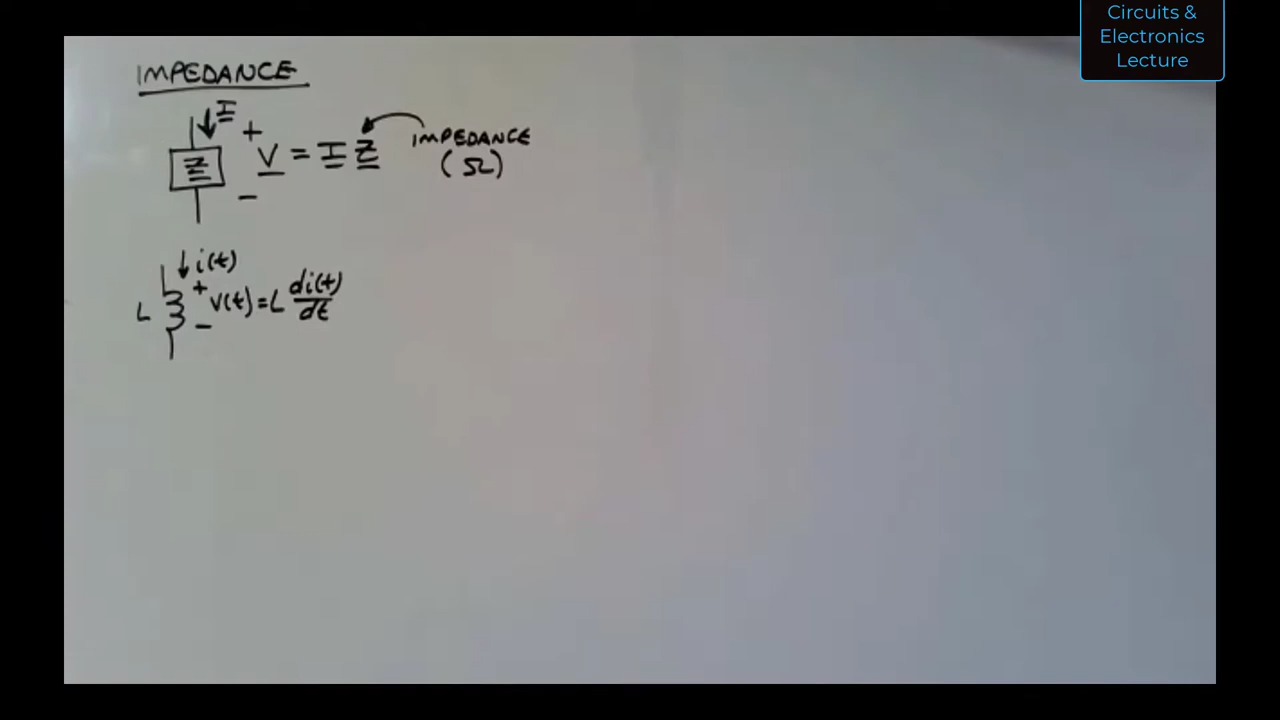 Circuits &
Electronics
Lecture
IMPEDANCE
I
+
Z V = I Z IMPEDANCE
(Ω)
−
i(t)
+
L v(t) = L di(t)/dt
−